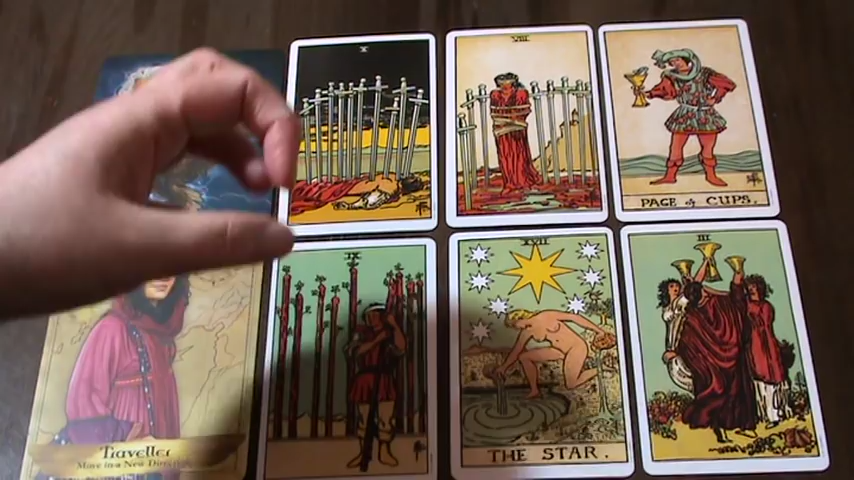 X
VIII
PAGE of CUPS.
IX
XVII
III
THE STAR.
Traveller
Move in a New Direction